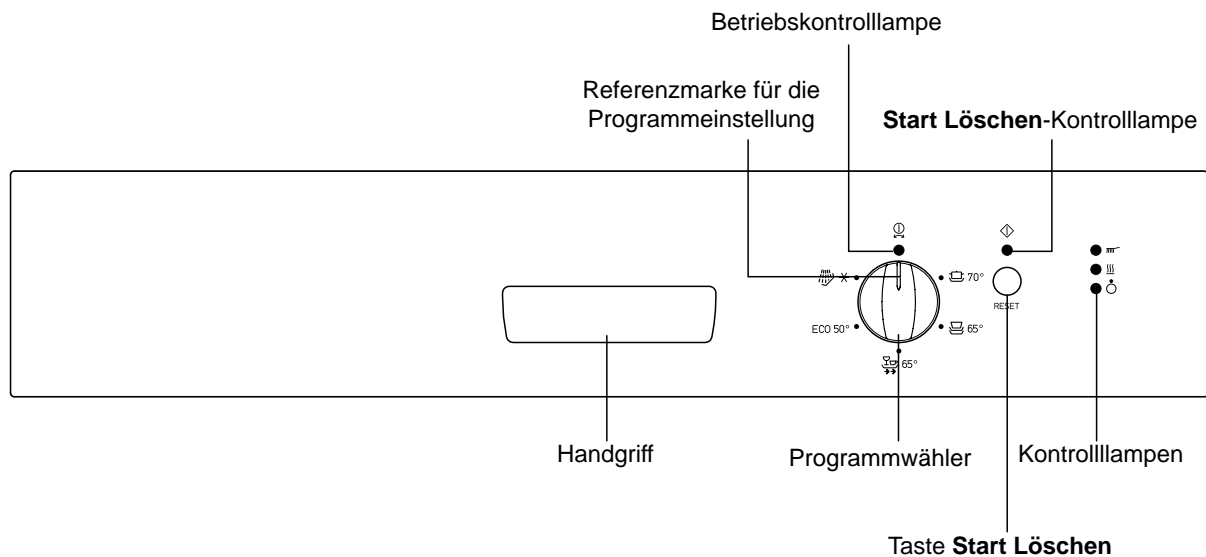 Betriebskontrolllampe
Referenzmarke für die
Programmeinstellung
Start Löschen-Kontrolllampe
70°
RESET
ECO 50°
65°
65°
Handgriff
Programmwähler
Kontrollllampen
Taste Start Löschen